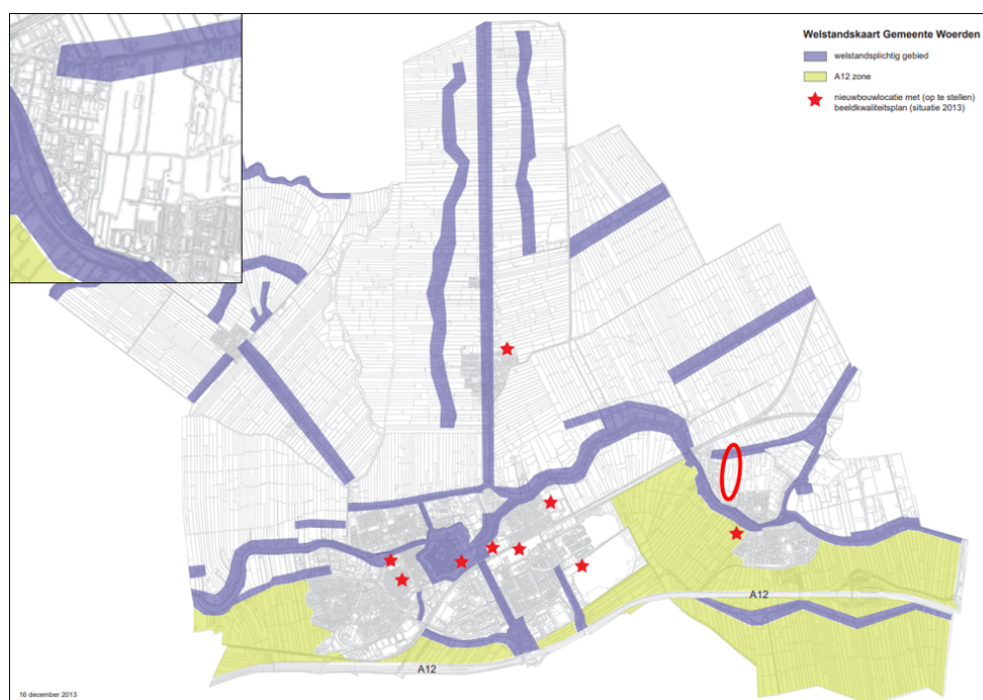 Welstandskaart Gemeente Woerden
welstandsplichtig gebied
A12 zone
nieuwbouwlocatie met (op te stellen)
beeldkwaliteitsplan (situatie 2013)
A12
A12
16 december 2013